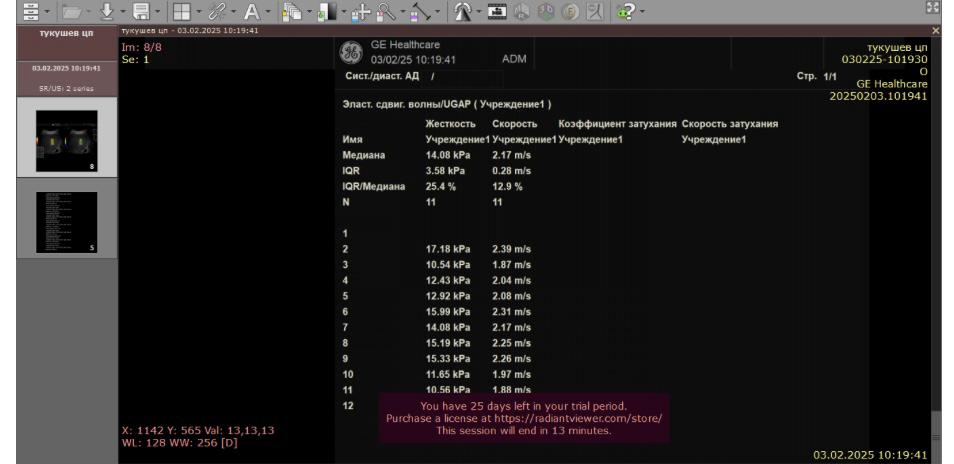 тукушев цп
03.02.2025 10:19:41
SR/US: 2 series
8
5
тукушев цп - 03.02.2025 10:19:41
Im: 8/8
Se: 1
GE Healthcare
03/02/25 10:19:41 ADM
Сист./диаст. АД /
Стр. 1/1
тукушев цп
030225-101930
O
GE Healthcare
20250203.101941
Эласт. сдвиг. волны/UGAP ( Учреждение1 )
Жесткость Скорость Коэффициент затухания Скорость затухания
Имя Учреждение1 Учреждение1 Учреждение1 Учреждение1
Медиана 14.08 kPa 2.17 m/s
IQR 3.58 kPa 0.28 m/s
IQR/Медиана 25.4 % 12.9 %
N 11 11
1
2 17.18 kPa 2.39 m/s
3 10.54 kPa 1.87 m/s
4 12.43 kPa 2.04 m/s
5 12.92 kPa 2.08 m/s
6 15.99 kPa 2.31 m/s
7 14.08 kPa 2.17 m/s
8 15.19 kPa 2.25 m/s
9 15.33 kPa 2.26 m/s
10 11.65 kPa 1.97 m/s
11 10.56 kPa 1.88 m/s
12
You have 25 days left in your trial period.
Purchase a license at https://radiantviewer.com/store/
This session will end in 13 minutes.
X: 1142 Y: 565 Val: 13,13,13
WL: 128 WW: 256 [D]
03.02.2025 10:19:41